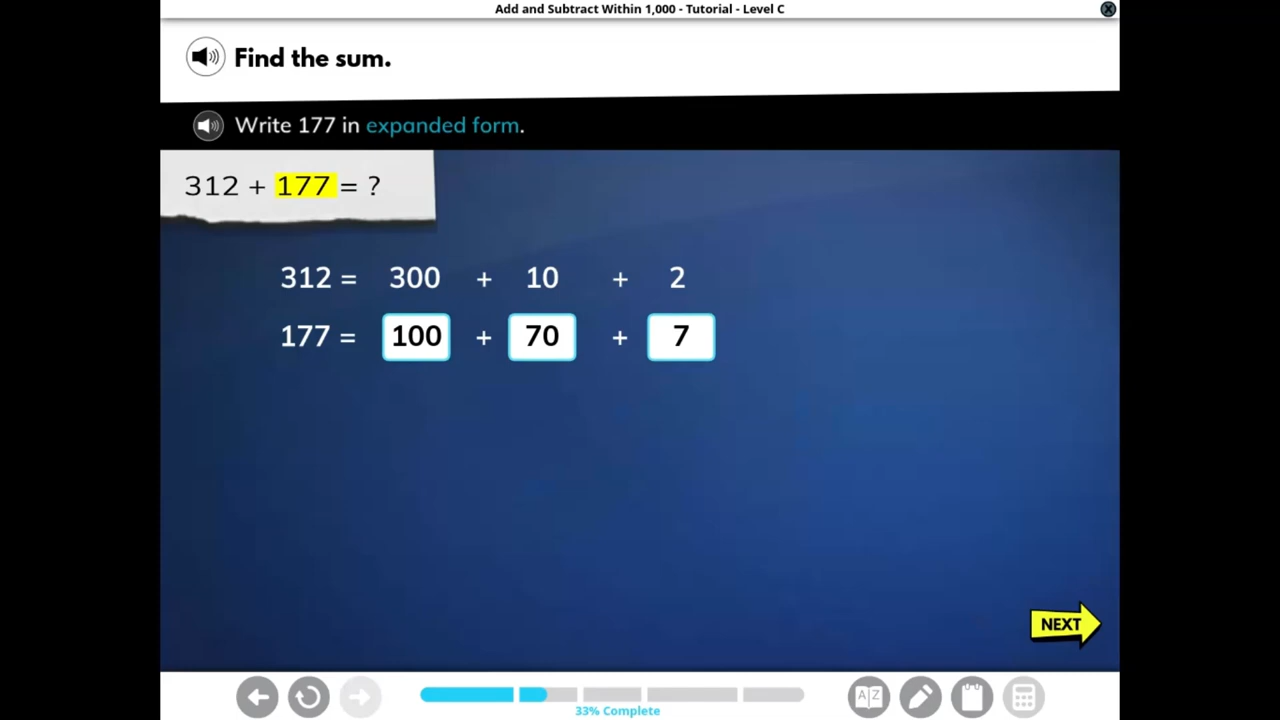 Add and Subtract Within 1,000 - Tutorial - Level C
Find the sum.
Write 177 in expanded form.
312 + 177 = ?
312 = 300 + 10 + 2
177 = 100 + 70 + 7
NEXT
A Z
33% Complete